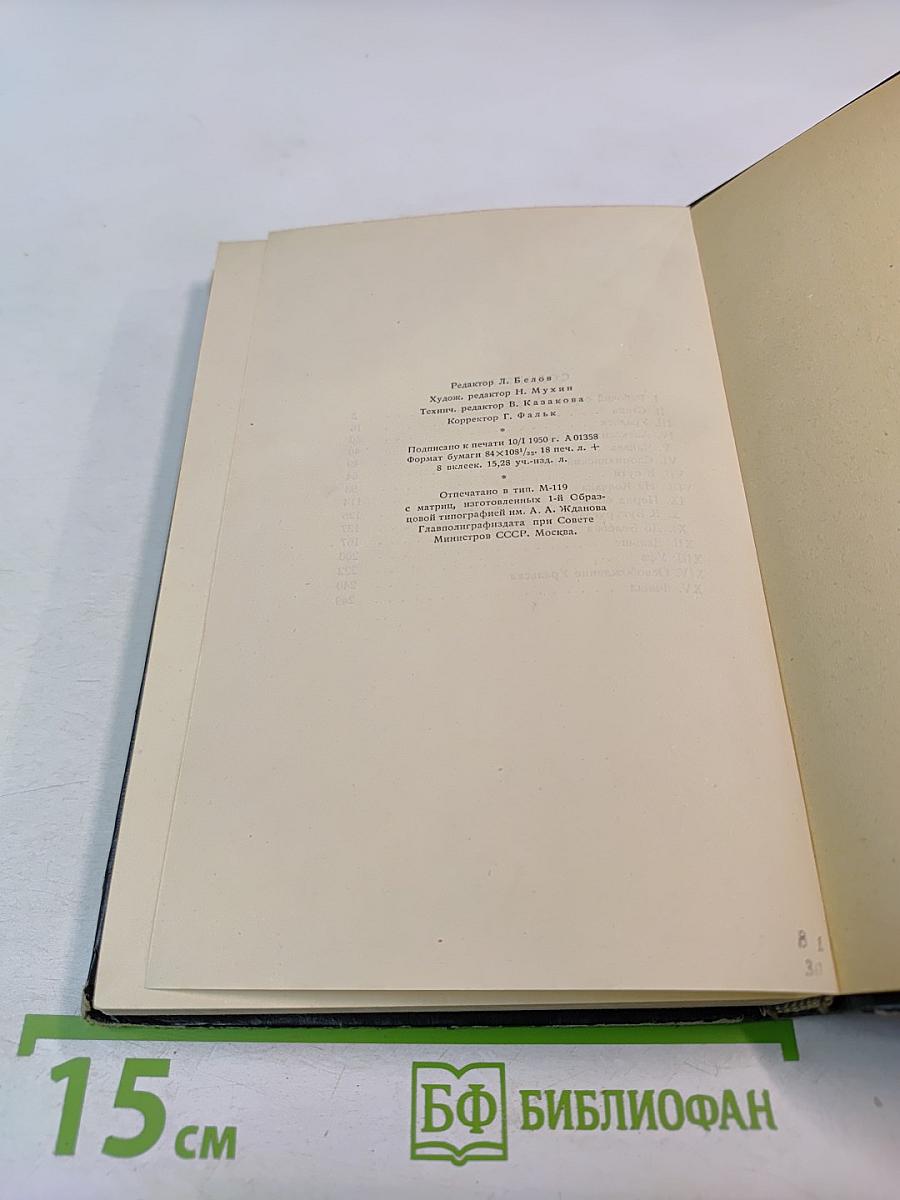 Редактор Л. Белов
Худож. редактор Н. Мухин
Технич. редактор В. Казакова
Корректор Г. Фальк
*
Подписано к печати 10/I 1950 г. А 01358
Формат бумаги 84×108¹/₃₂. 18 печ. л. +
8 вклеек. 15,28 уч.-изд. л.
*
Отпечатано в тип. М-119
с матриц, изготовленных 1-й Образ-
цовой типографией им. А. А. Жданова
Главполиграфиздата при Совете
Министров СССР. Москва.
8 1
15 см
БФ БИБЛИОФАН